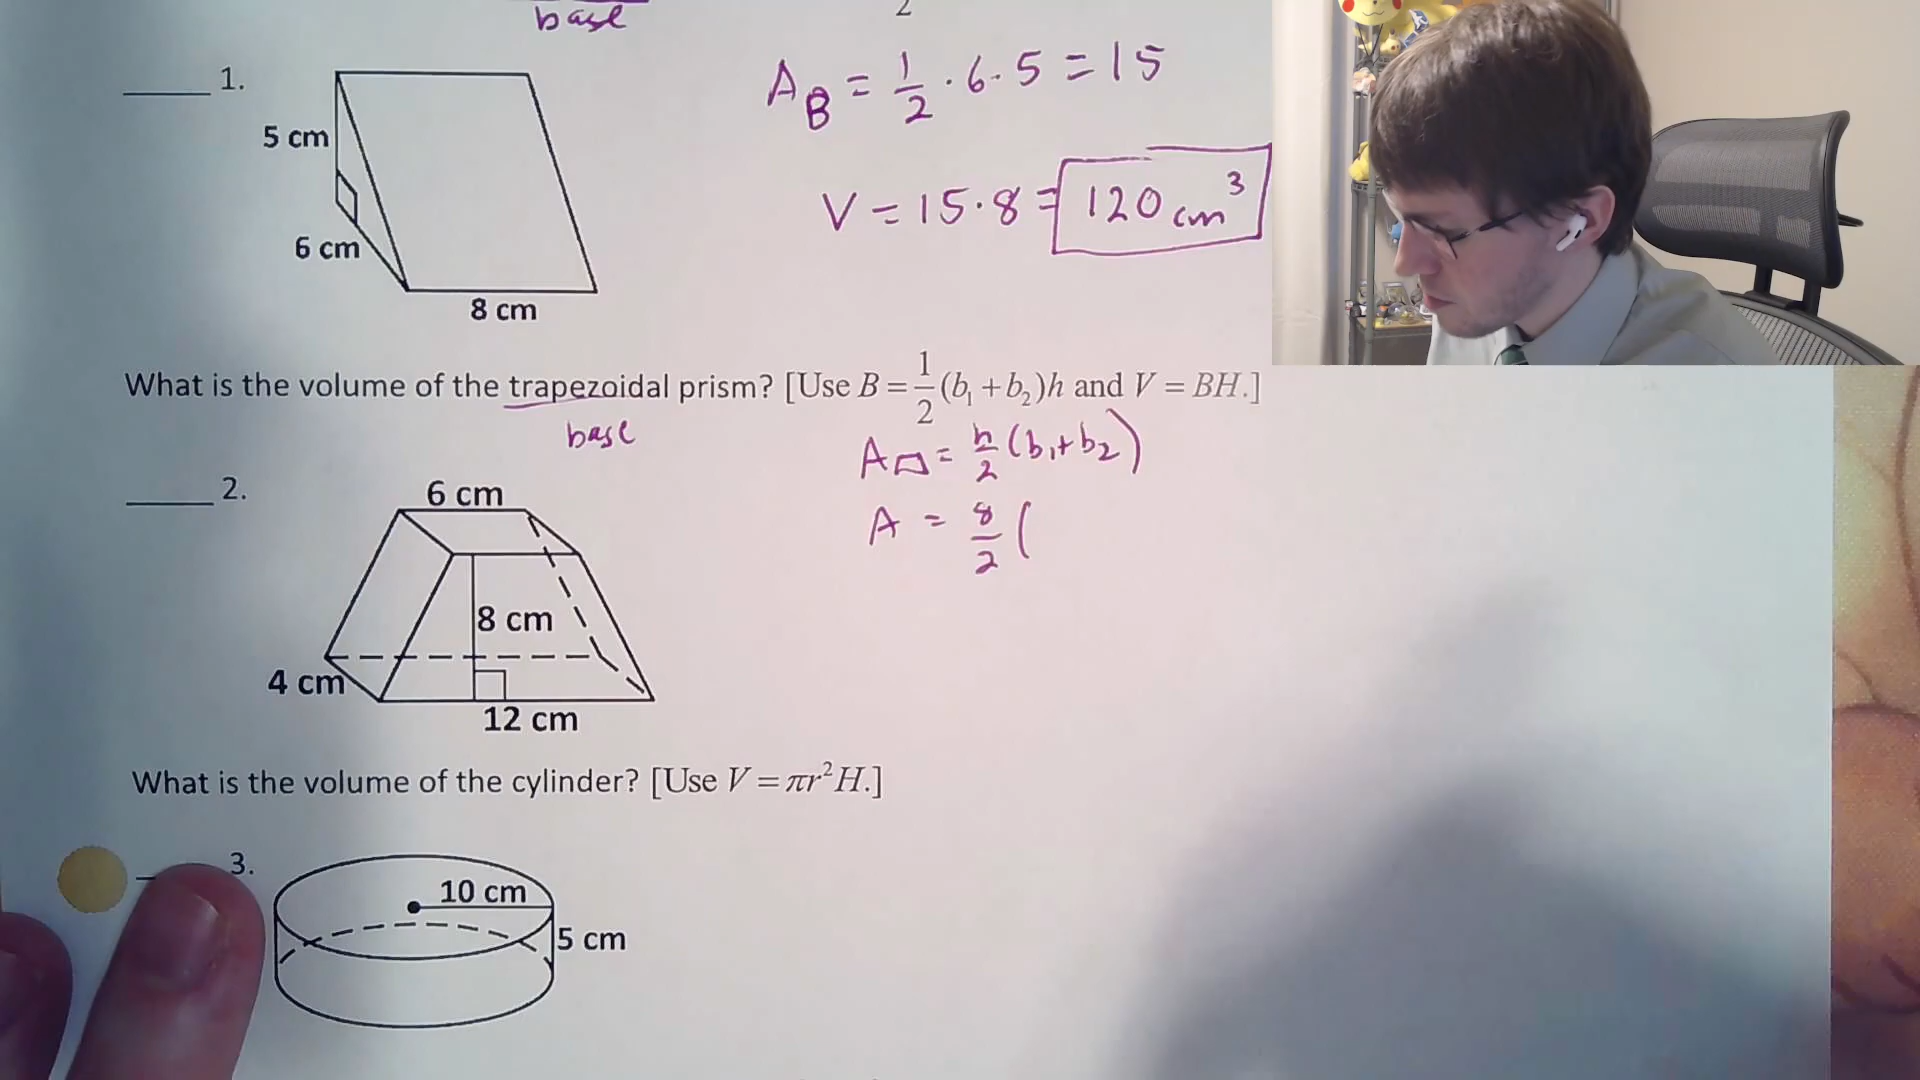 base
2
1.
5 cm
6 cm
8 cm
A_B = 1/2 · 6 · 5 = 15
V = 15 · 8 = 120 cm³
What is the volume of the trapezoidal prism? [Use B = 1/2 (b₁ + b₂)h and V = BH.]
base
A▱ = h/2 (b₁ + b₂)
A = 8/2 (
2.
6 cm
8 cm
4 cm
12 cm
What is the volume of the cylinder? [Use V = πr²H.]
3.
10 cm
5 cm